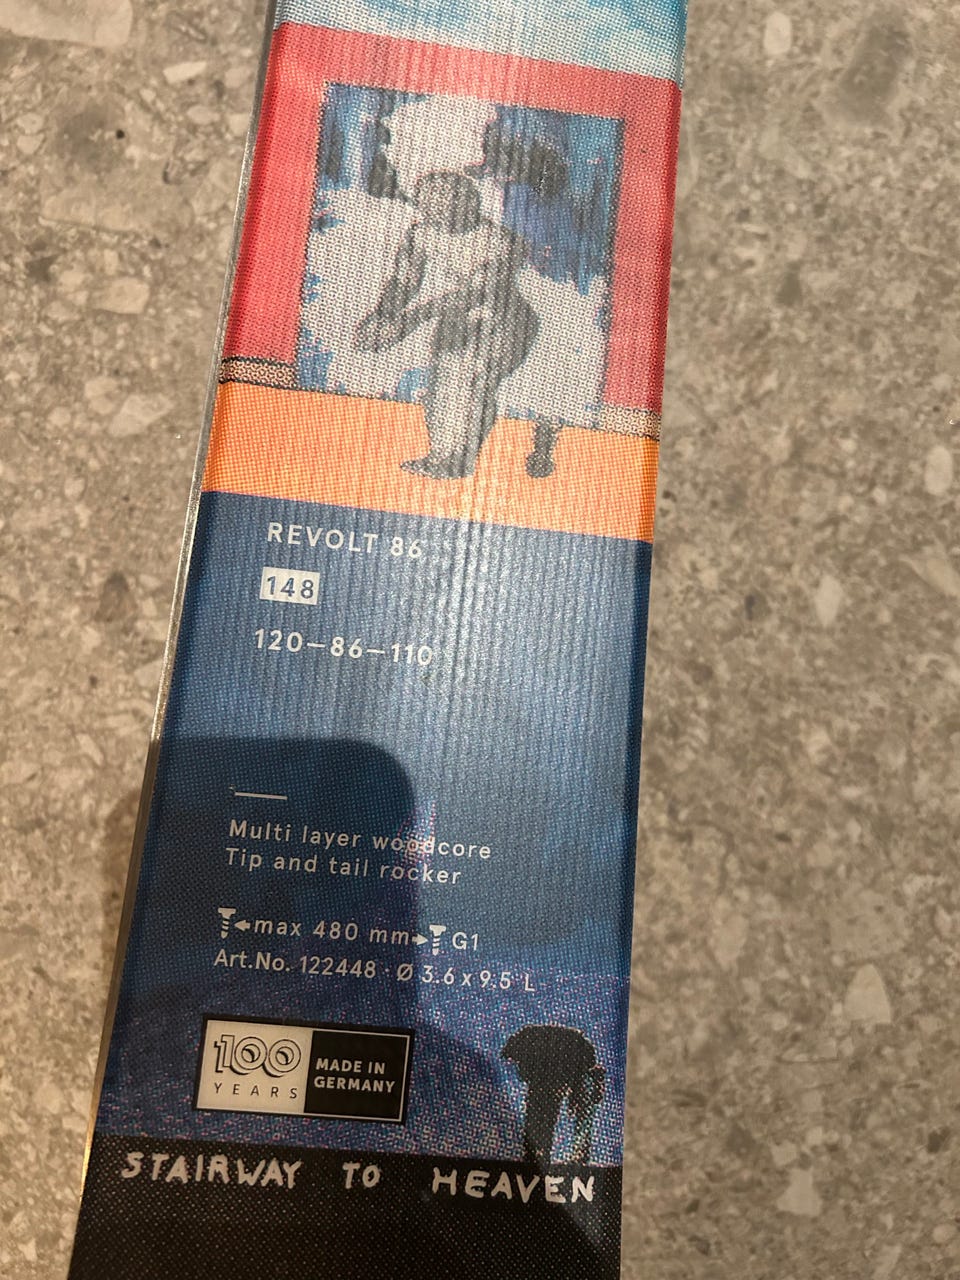 REVOLT 86
148
120–86–110
Multi layer woodcore
Tip and tail rocker
max 480 mm G1
Art.No. 122448 · Ø 3.6 x 9.5 L
100
YEARS
MADE IN
GERMANY
STAIRWAY TO HEAVEN